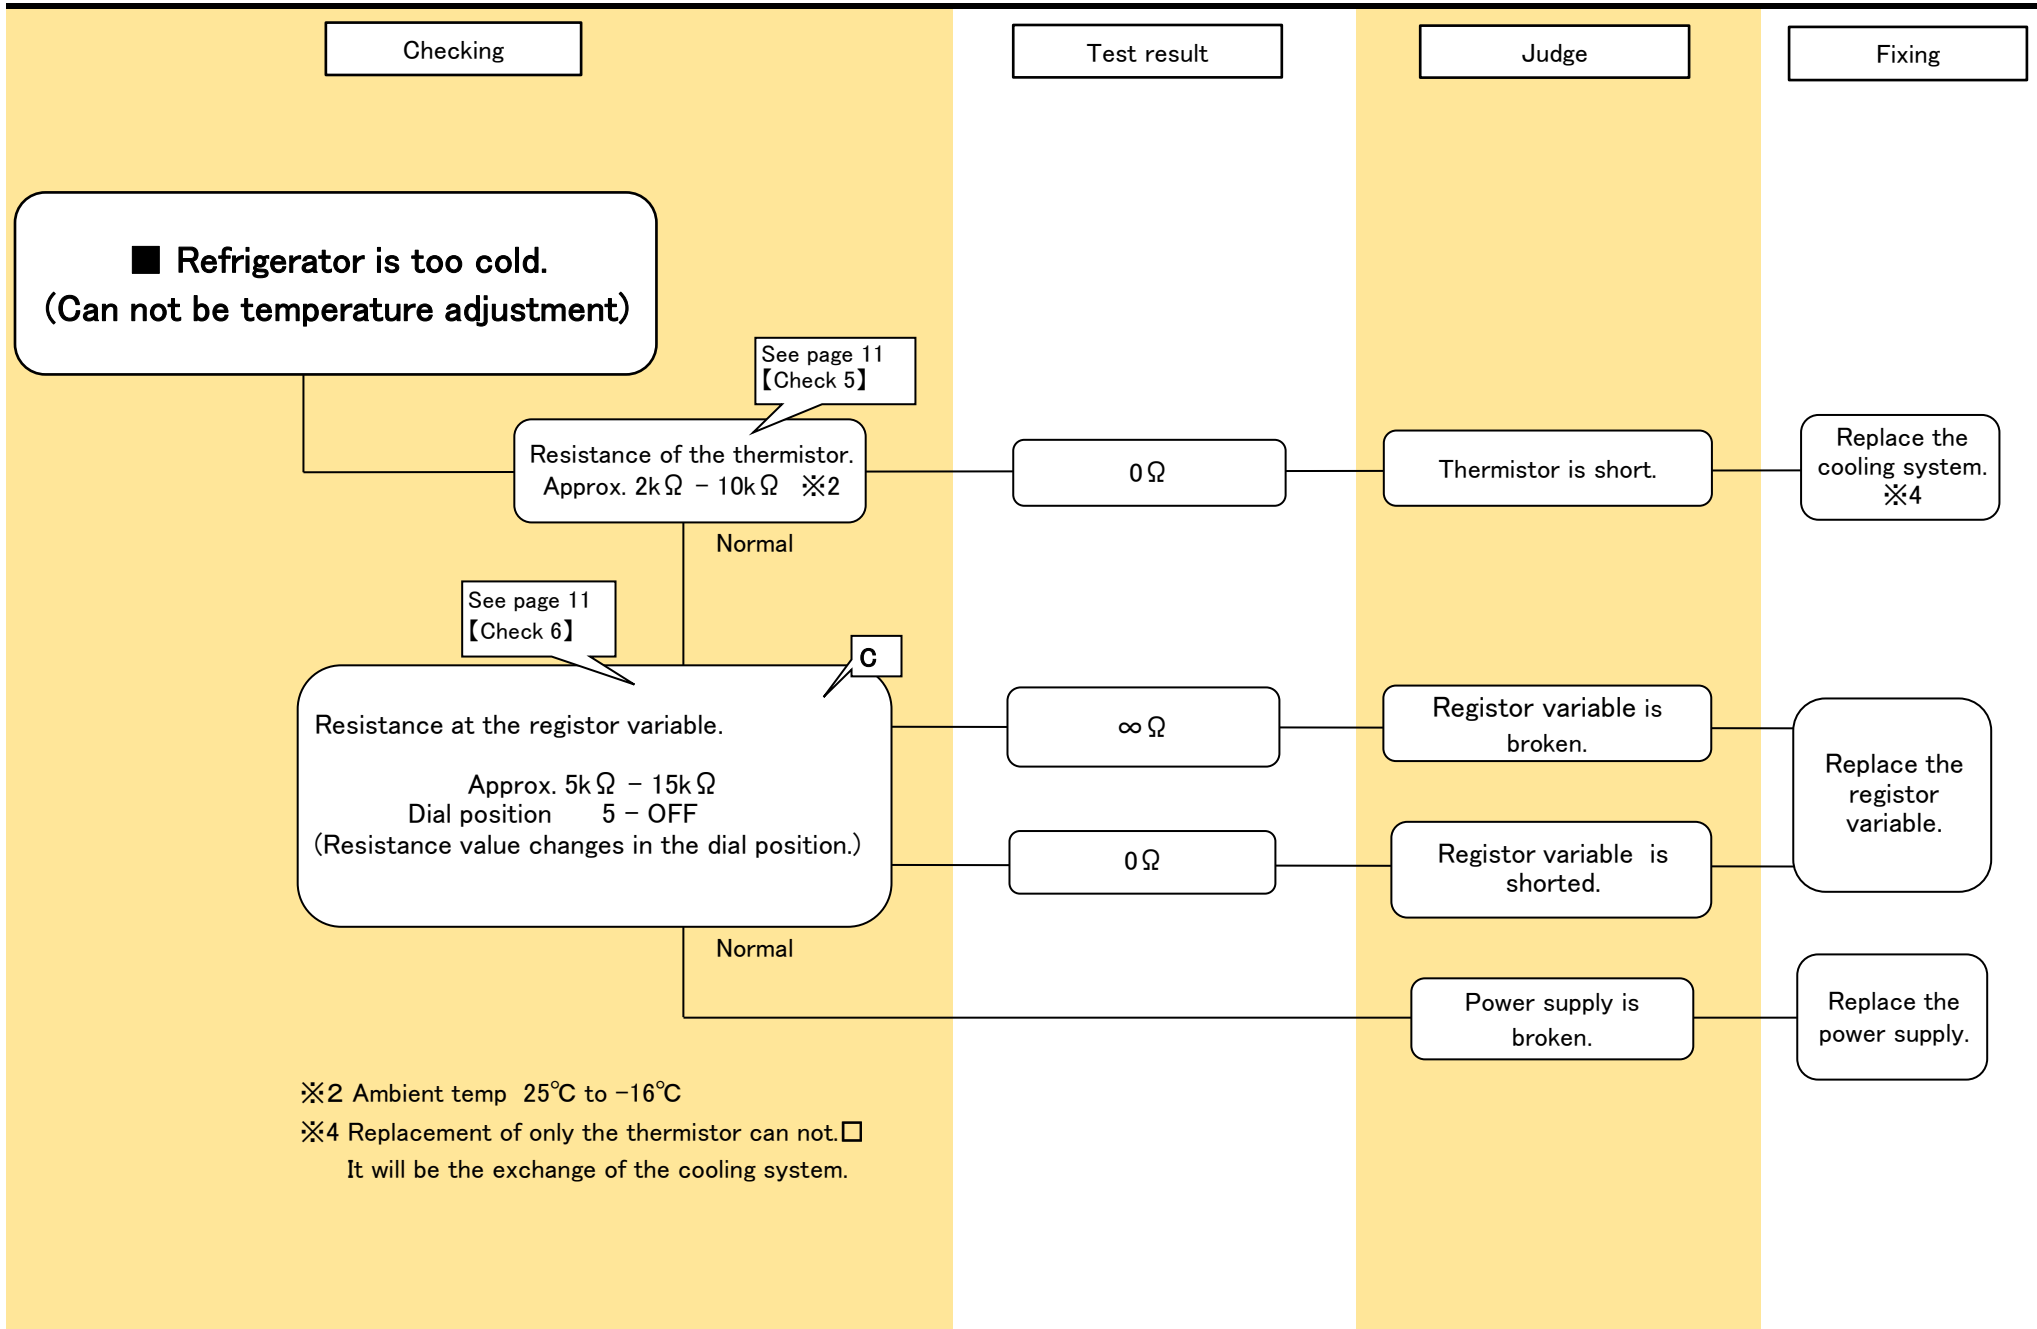 Checking
Test result
Judge
Fixing
■ Refrigerator is too cold.
(Can not be temperature adjustment)
See page 11
【Check 5】
Resistance of the thermistor.
Approx. 2kΩ - 10kΩ ※2
0Ω
Thermistor is short.
Replace the
cooling system.
※4
Normal
See page 11
【Check 6】
C
Resistance at the registor variable.
Approx. 5kΩ - 15kΩ
Dial position 5 - OFF
(Resistance value changes in the dial position.)
∞Ω
Registor variable is
broken.
Replace the
registor
variable.
0Ω
Registor variable is
shorted.
Normal
Power supply is
broken.
Replace the
power supply.
※2 Ambient temp 25℃ to -16℃
※4 Replacement of only the thermistor can not.□
It will be the exchange of the cooling system.